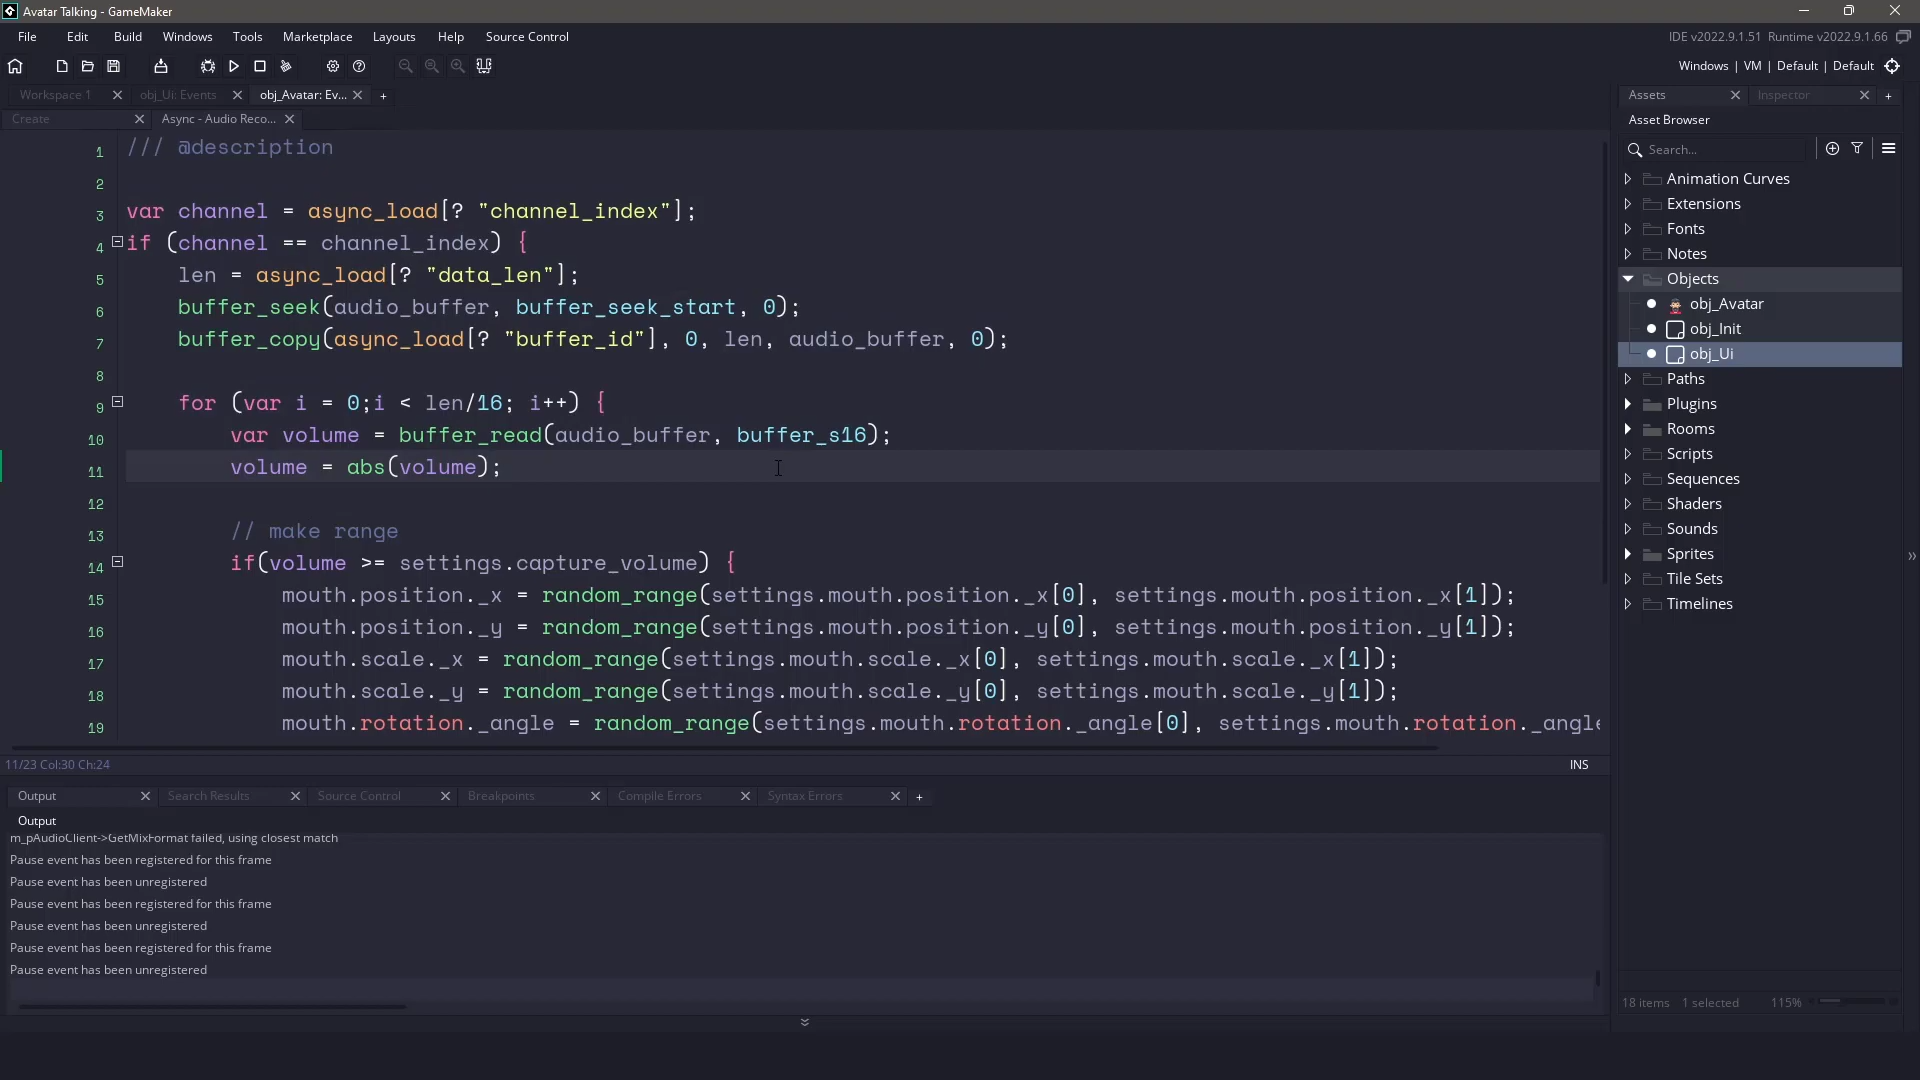 Avatar Talking - GameMaker
File Edit Build Windows Tools Marketplace Layouts Help Source Control
IDE v2022.9.1.51 Runtime v2022.9.1.66
Windows | VM | Default | Default
Workspace 1 obj_Ui: Events obj_Avatar: Ev... +
Create Async - Audio Reco...
1 /// @description
2
3 var channel = async_load[? "channel_index"];
4 if (channel == channel_index) {
5 len = async_load[? "data_len"];
6 buffer_seek(audio_buffer, buffer_seek_start, 0);
7 buffer_copy(async_load[? "buffer_id"], 0, len, audio_buffer, 0);
8
9 for (var i = 0;i < len/16; i++) {
10 var volume = buffer_read(audio_buffer, buffer_s16);
11 volume = abs(volume);
12
13 // make range
14 if(volume >= settings.capture_volume) {
15 mouth.position._x = random_range(settings.mouth.position._x[0], settings.mouth.position._x[1]);
16 mouth.position._y = random_range(settings.mouth.position._y[0], settings.mouth.position._y[1]);
17 mouth.scale._x = random_range(settings.mouth.scale._x[0], settings.mouth.scale._x[1]);
18 mouth.scale._y = random_range(settings.mouth.scale._y[0], settings.mouth.scale._y[1]);
19 mouth.rotation._angle = random_range(settings.mouth.rotation._angle[0], settings.mouth.rotation._angle
11/23 Col:30 Ch:24 INS
Output Search Results Source Control Breakpoints Compile Errors Syntax Errors +
Output
m_pAudioClient->GetMixFormat failed, using closest match
Pause event has been registered for this frame
Pause event has been unregistered
Pause event has been registered for this frame
Pause event has been unregistered
Pause event has been registered for this frame
Pause event has been unregistered
Assets Inspector +
Asset Browser
Search...
Animation Curves
Extensions
Fonts
Notes
Objects
obj_Avatar
obj_Init
obj_Ui
Paths
Plugins
Rooms
Scripts
Sequences
Shaders
Sounds
Sprites
Tile Sets
Timelines
18 items 1 selected 115%